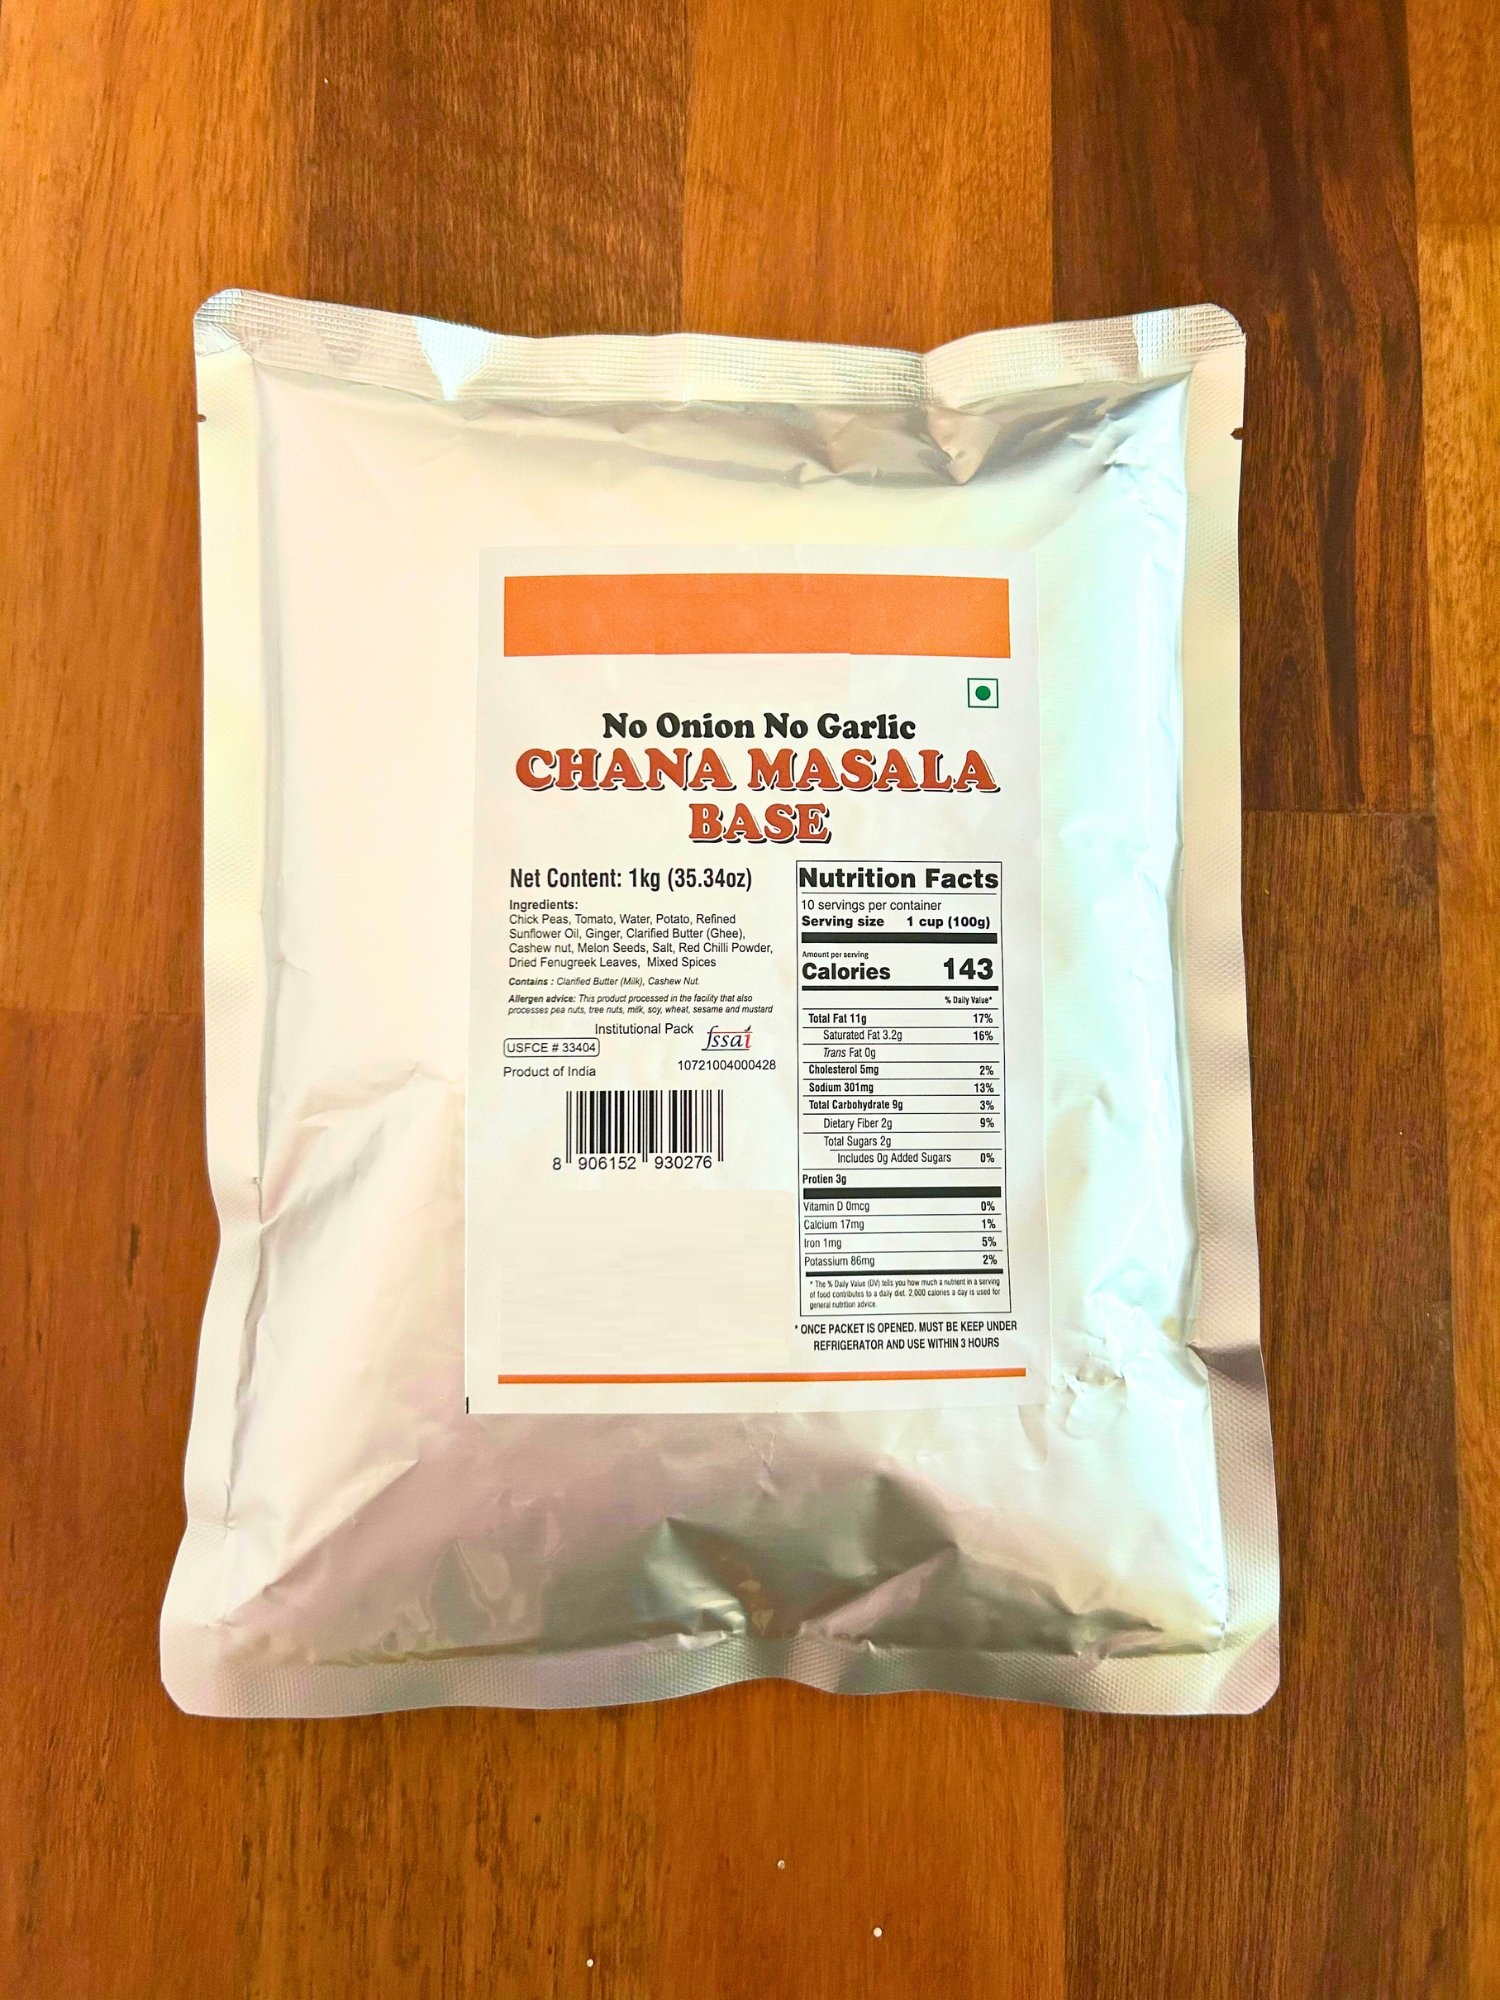 No Onion No Garlic
CHANA MASALA
BASE
Net Content: 1kg (35.34oz)
Ingredients:
Chick Peas, Tomato, Water, Potato, Refined
Sunflower Oil, Ginger, Clarified Butter (Ghee),
Cashew nut, Melon Seeds, Salt, Red Chilli Powder,
Dried Fenugreek Leaves, Mixed Spices
Contains : Clarified Butter (Milk), Cashew Nut.
Allergen advice: This product processed in the facility that also
processes pea nuts, tree nuts, milk, soy, wheat, sesame and mustard
Institutional Pack
fssai
USFCE # 33404
10721004000428
Product of India
8 906152 930276
Nutrition Facts
10 servings per container
Serving size 1 cup (100g)
Amount per serving
Calories 143
% Daily Value*
Total Fat 11g 17%
Saturated Fat 3.2g 16%
Trans Fat 0g
Cholesterol 5mg 2%
Sodium 301mg 13%
Total Carbohydrate 9g 3%
Dietary Fiber 2g 9%
Total Sugars 2g
Includes 0g Added Sugars 0%
Protien 3g
Vitamin D 0mcg 0%
Calcium 17mg 1%
Iron 1mg 5%
Potassium 86mg 2%
* The % Daily Value (DV) tells you how much a nutrient in a serving
of food contributes to a daily diet. 2,000 calories a day is used for
general nutrition advice.
* ONCE PACKET IS OPENED. MUST BE KEEP UNDER
REFRIGERATOR AND USE WITHIN 3 HOURS